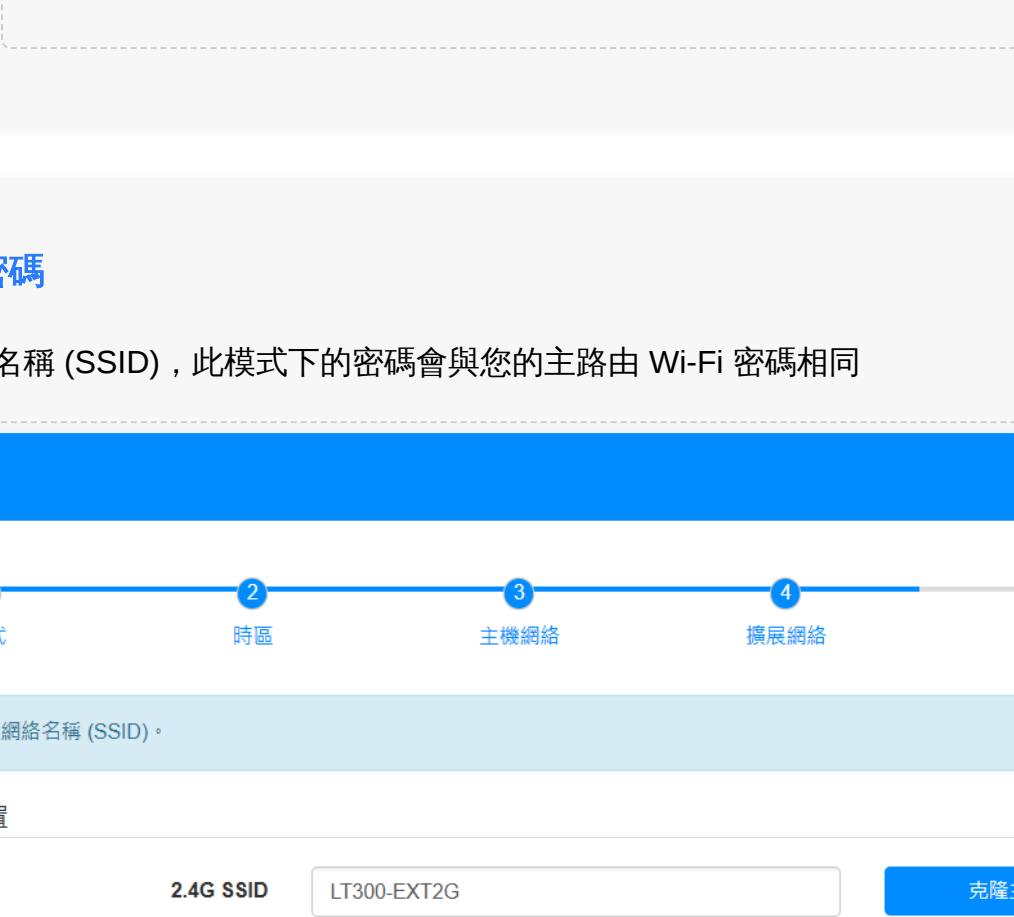 密碼
名稱 (SSID)，此模式下的密碼會與您的主路由 Wi-Fi 密碼相同
2
3
4
式
時區
主機網絡
擴展網絡
網絡名稱 (SSID)。
置
2.4G SSID
LT300-EXT2G
克隆主